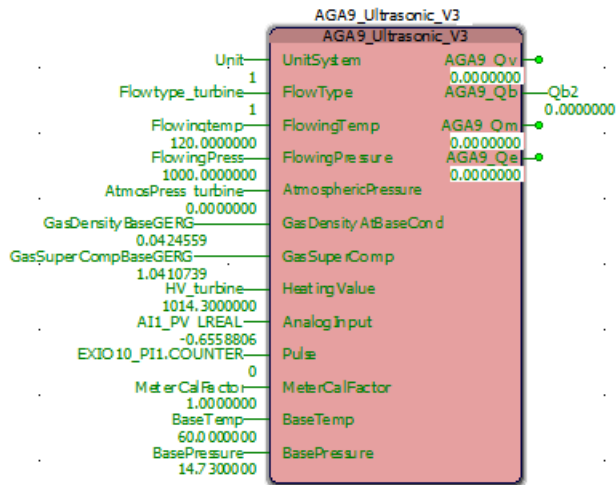 AGA9_Ultrasonic_V3
AGA9_Ultrasonic_V3
Unit UnitSystem AGA9_Qv
1 0.0000000
Flowtype_turbine FlowType AGA9_Qb Qb2
1 0.0000000
Flowingtemp FlowingTemp AGA9_Qm
120.0000000 0.0000000
FlowingPress FlowingPressure AGA9_Qe
1000.0000000 0.0000000
AtmosPress_turbine AtmosphericPressure
0.0000000
GasDensityBaseGERG GasDensityAtBaseCond
0.0424559
GasSuperCompBaseGERG GasSuperComp
1.0410739
HV_turbine HeatingValue
1014.3000000
AI1_PV_LREAL AnalogInput
-0.6558806
EXIO10_PI1.COUNTER Pulse
0
MeterCalFactor MeterCalFactor
1.0000000
BaseTemp BaseTemp
60.0000000
BasePressure BasePressure
14.7300000